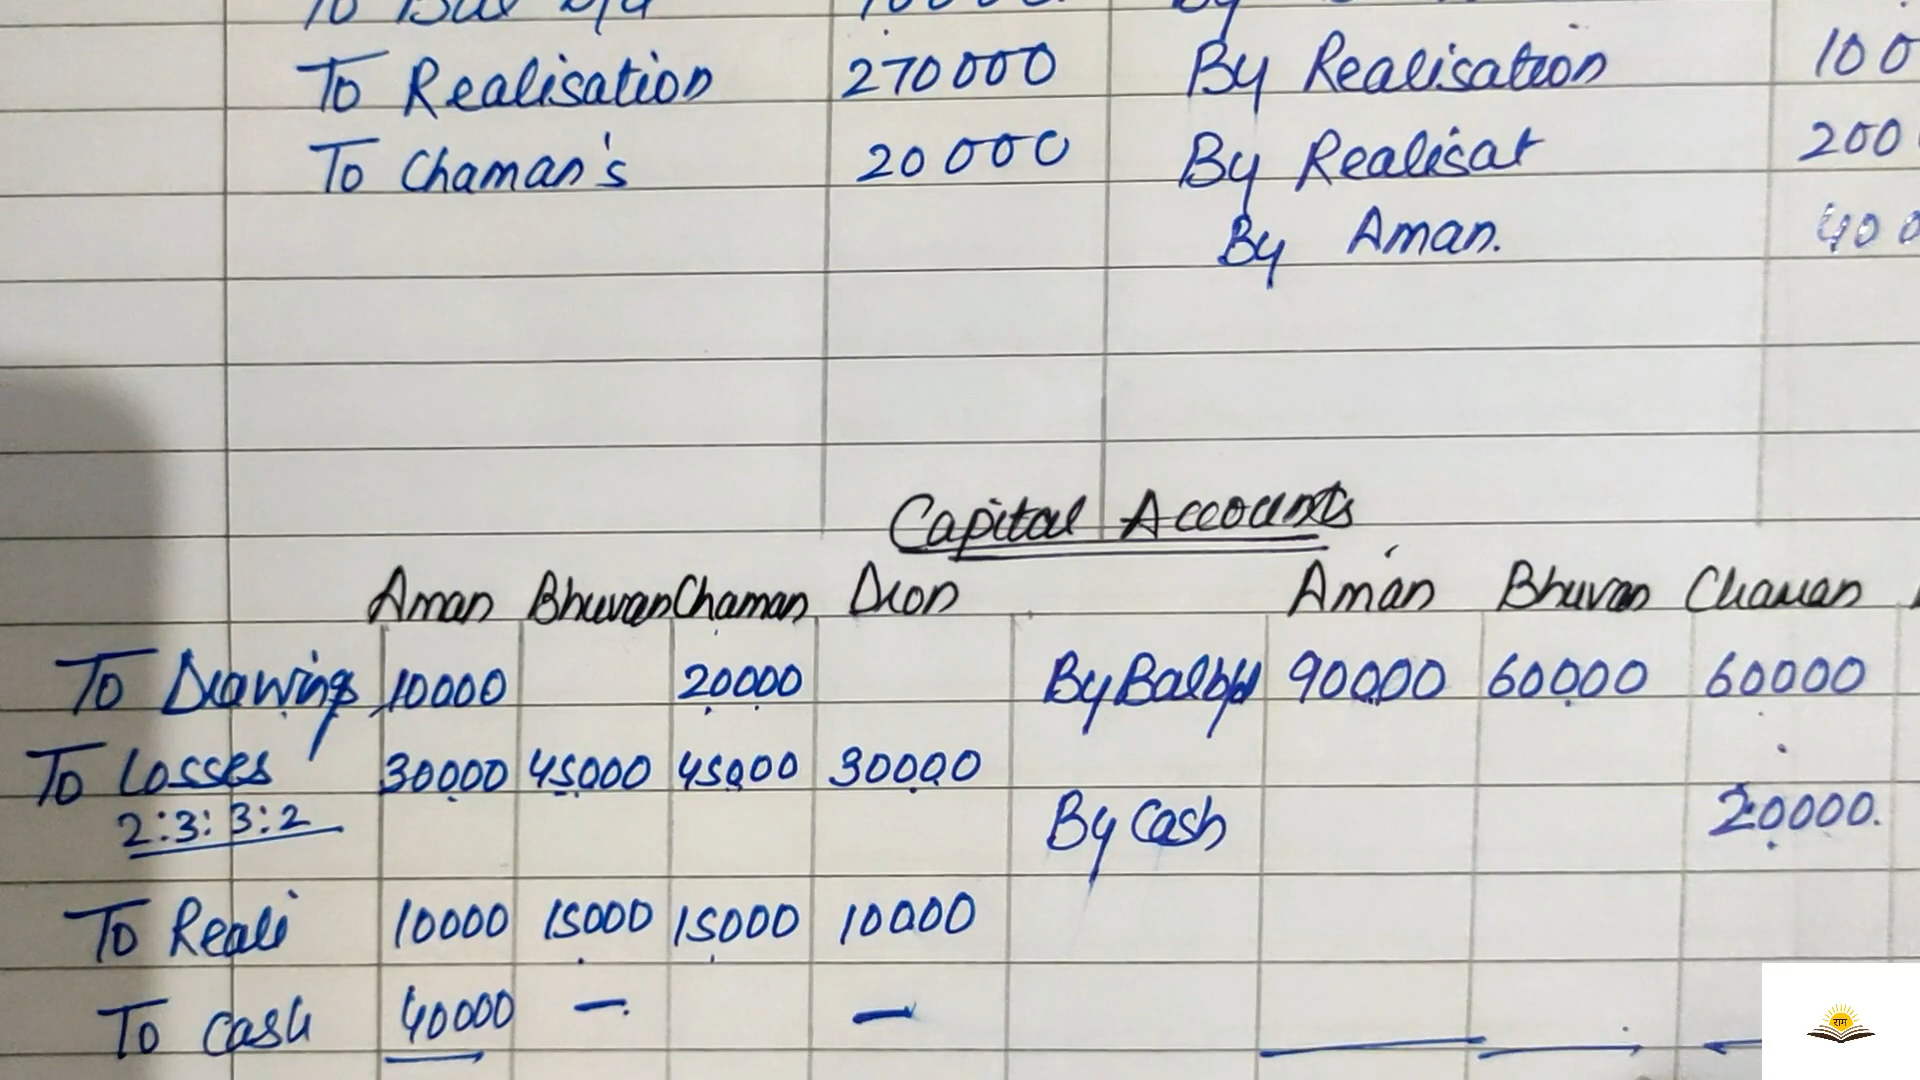 To Realisation 270000 By Realisation 100
To Chaman's 20000 By Realisat 200
By Aman. 400
Capital Accounts
Aman Bhuvan Chaman Dron Aman Bhuvan Chaman
To Drawings 10000 20000 By Bal b/d 90000 60000 60000
To Losses 30000 45000 45000 30000
2:3:3:2
By Cash 20000.
To Reali 10000 15000 15000 10000
To Cash 40000 — —
राम